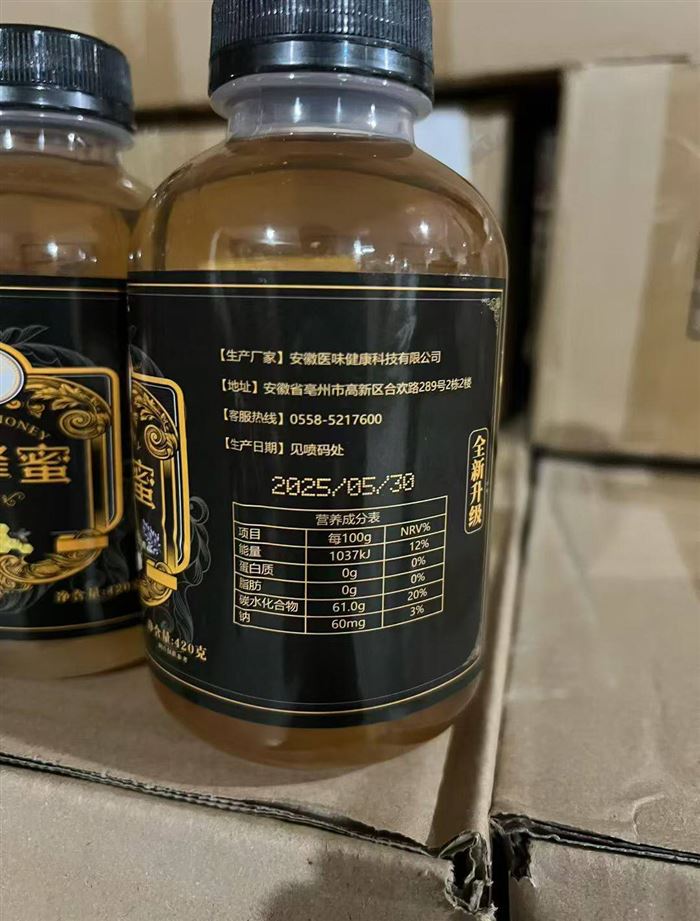 【生产厂家】安徽医味健康科技有限公司
【地址】安徽省亳州市高新区合欢路289号2栋2楼
【客服热线】0558-5217600
【生产日期】见喷码处
2025/05/30
营养成分表
项目 每100g NRV%
能量 1037kJ 12%
蛋白质 0g 0%
脂肪 0g 0%
碳水化合物 61.0g 20%
钠 60mg 3%
全新升级
HONEY
蜂蜜
净含量:420
蜜
含量:420克